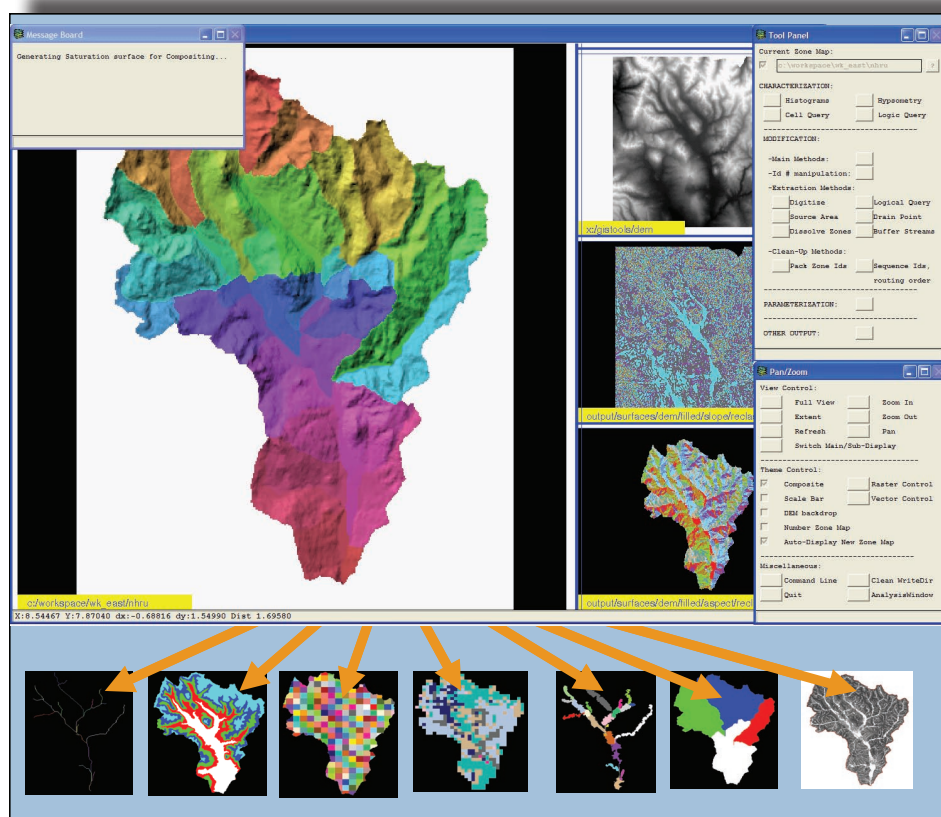 Message Board
Generating Saturation surface for Compositing...
c:/workspace/wk_east/nhru
X:8.54467 Y:7.87040 dx:-0.68816 dy:1.54990 Dist 1.69580
x:/gistools/dem
output/surfaces/dem/filled/slope/recla
output/surfaces/dem/filled/aspect/recl
Tool Panel
Current Zone Map:
c:\workspace\wk_east\nhru ?
CHARACTERIZATION:
Histograms Hypsometry
Cell Query Logic Query
MODIFICATION:
-Main Methods:
-Id # manipulation:
-Extraction Methods:
Digitize Logical Query
Source Area Drain Point
Dissolve Zones Buffer Streams
-Clean-Up Methods:
Pack Zone Ids Sequence Ids,
routing order
PARAMETERIZATION:
OTHER OUTPUT:
Pan/Zoom
View Control:
Full View Zoom In
Extent Zoom Out
Refresh Pan
Switch Main/Sub-Display
Theme Control:
Composite Raster Control
Scale Bar Vector Control
DEM backdrop
Number Zone Map
Auto-Display New Zone Map
Miscellaneous:
Command Line Clean WriteDir
Quit AnalysisWindow